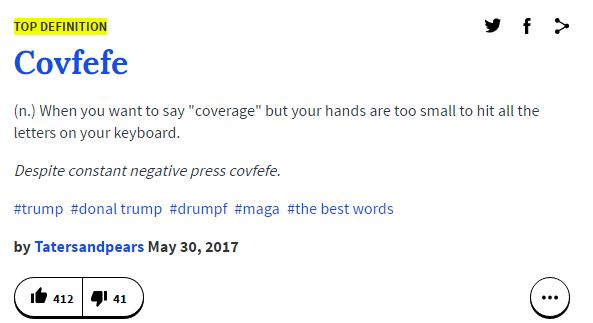 TOP DEFINITION
Covfefe
(n.) When you want to say "coverage" but your hands are too small to hit all the
letters on your keyboard.
Despite constant negative press covfefe.
#trump #donal trump #drumpf #maga #the best words
by Tatersandpears May 30, 2017
412 41